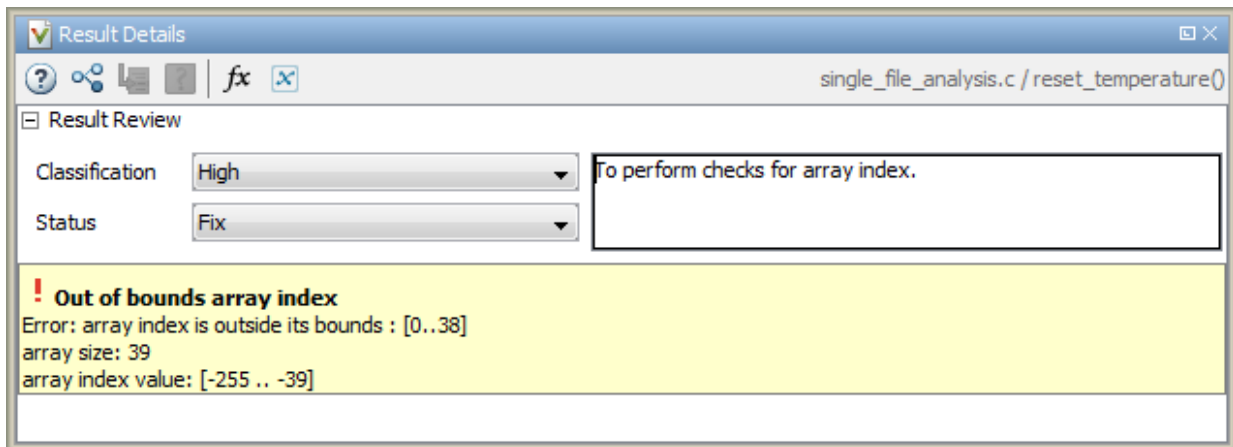 Result Details
fx x
single_file_analysis.c / reset_temperature()
Result Review
Classification High
To perform checks for array index.
Status Fix
! Out of bounds array index
Error: array index is outside its bounds : [0..38]
array size: 39
array index value: [-255 .. -39]